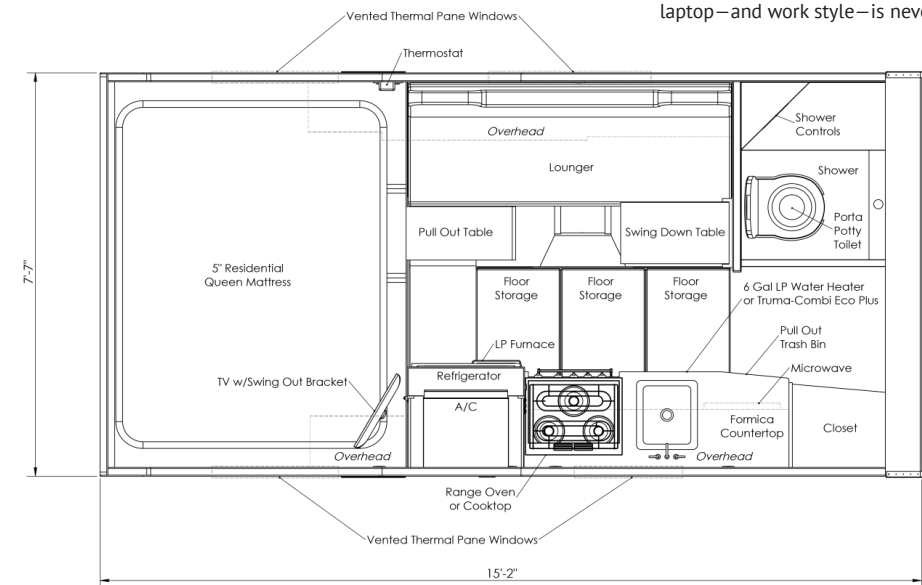 laptop—and work style—is neve
Vented Thermal Pane Windows
Thermostat
Overhead
Shower
Controls
Lounger
Shower
Pull Out Table
Swing Down Table
Porta
Potty
Toilet
7'-7"
5" Residential
Queen Mattress
Floor
Storage
Floor
Storage
Floor
Storage
6 Gal LP Water Heater
or Truma-Combi Eco Plus
Pull Out
Trash Bin
LP Furnace
Microwave
Refrigerator
TV w/Swing Out Bracket
A/C
Formica
Countertop
Closet
Overhead
Overhead
Range Oven
or Cooktop
Vented Thermal Pane Windows
15'-2"